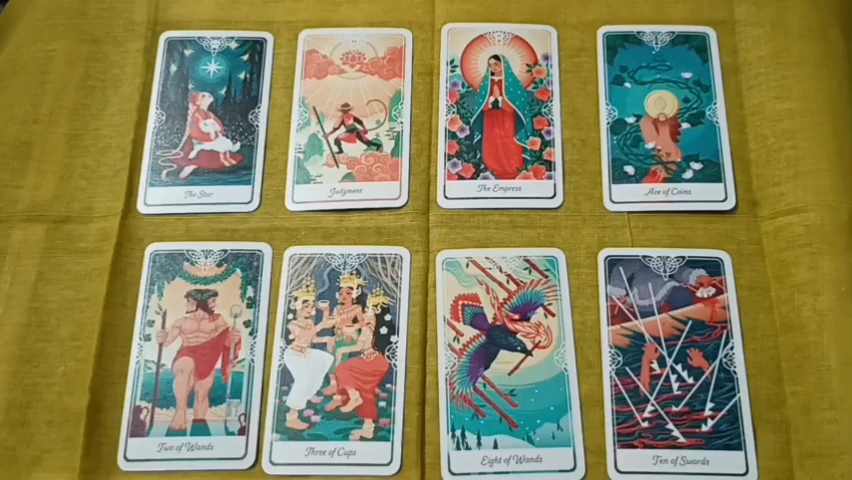 The Star
Judgment
The Empress
Ace of Coins
Two of Wands
Three of Cups
Eight of Wands
Ten of Swords